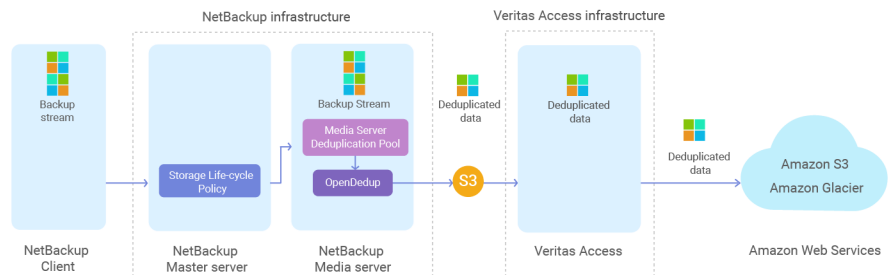 NetBackup infrastructure
Veritas Access infrastructure
Backup
stream
Backup Stream
Media Server
Deduplication Pool
Storage Life-cycle
Policy
OpenDedup
Deduplicated
data
S3
Deduplicated
data
Deduplicated
data
Amazon S3
Amazon Glacier
NetBackup
Client
NetBackup
Master server
NetBackup
Media server
Veritas Access
Amazon Web Services